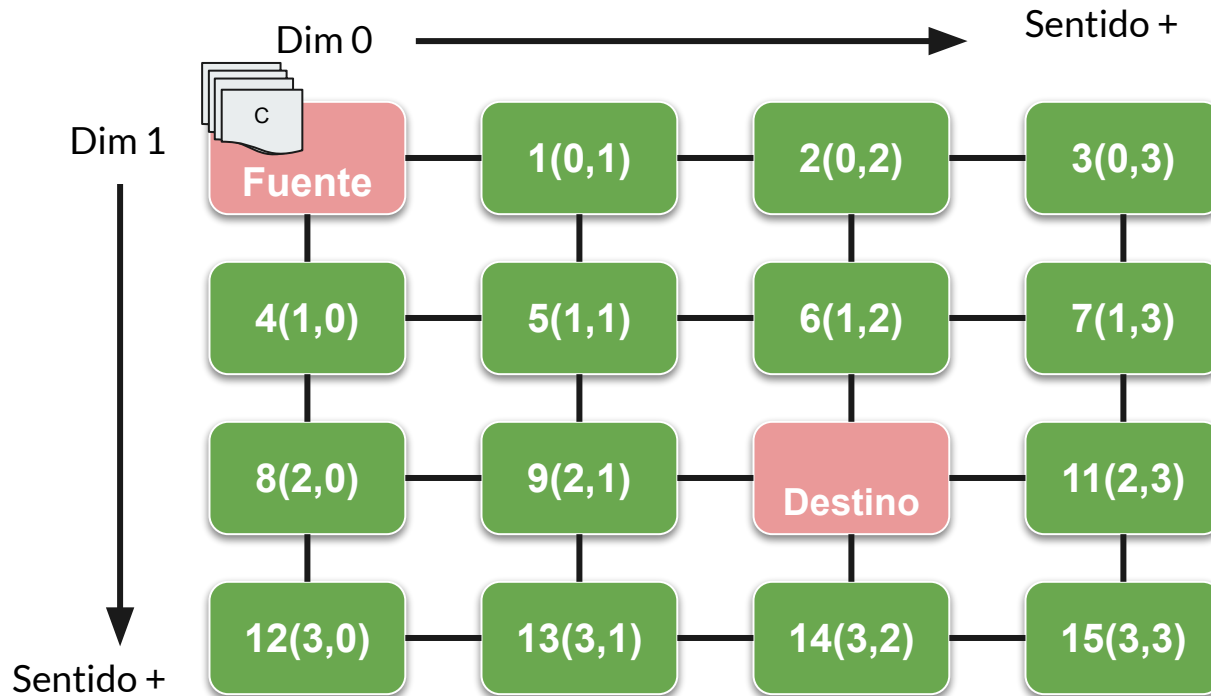 Dim 0
Sentido +
Dim 1
C
Fuente
1(0,1)
2(0,2)
3(0,3)
4(1,0)
5(1,1)
6(1,2)
7(1,3)
8(2,0)
9(2,1)
Destino
11(2,3)
12(3,0)
13(3,1)
14(3,2)
15(3,3)
Sentido +